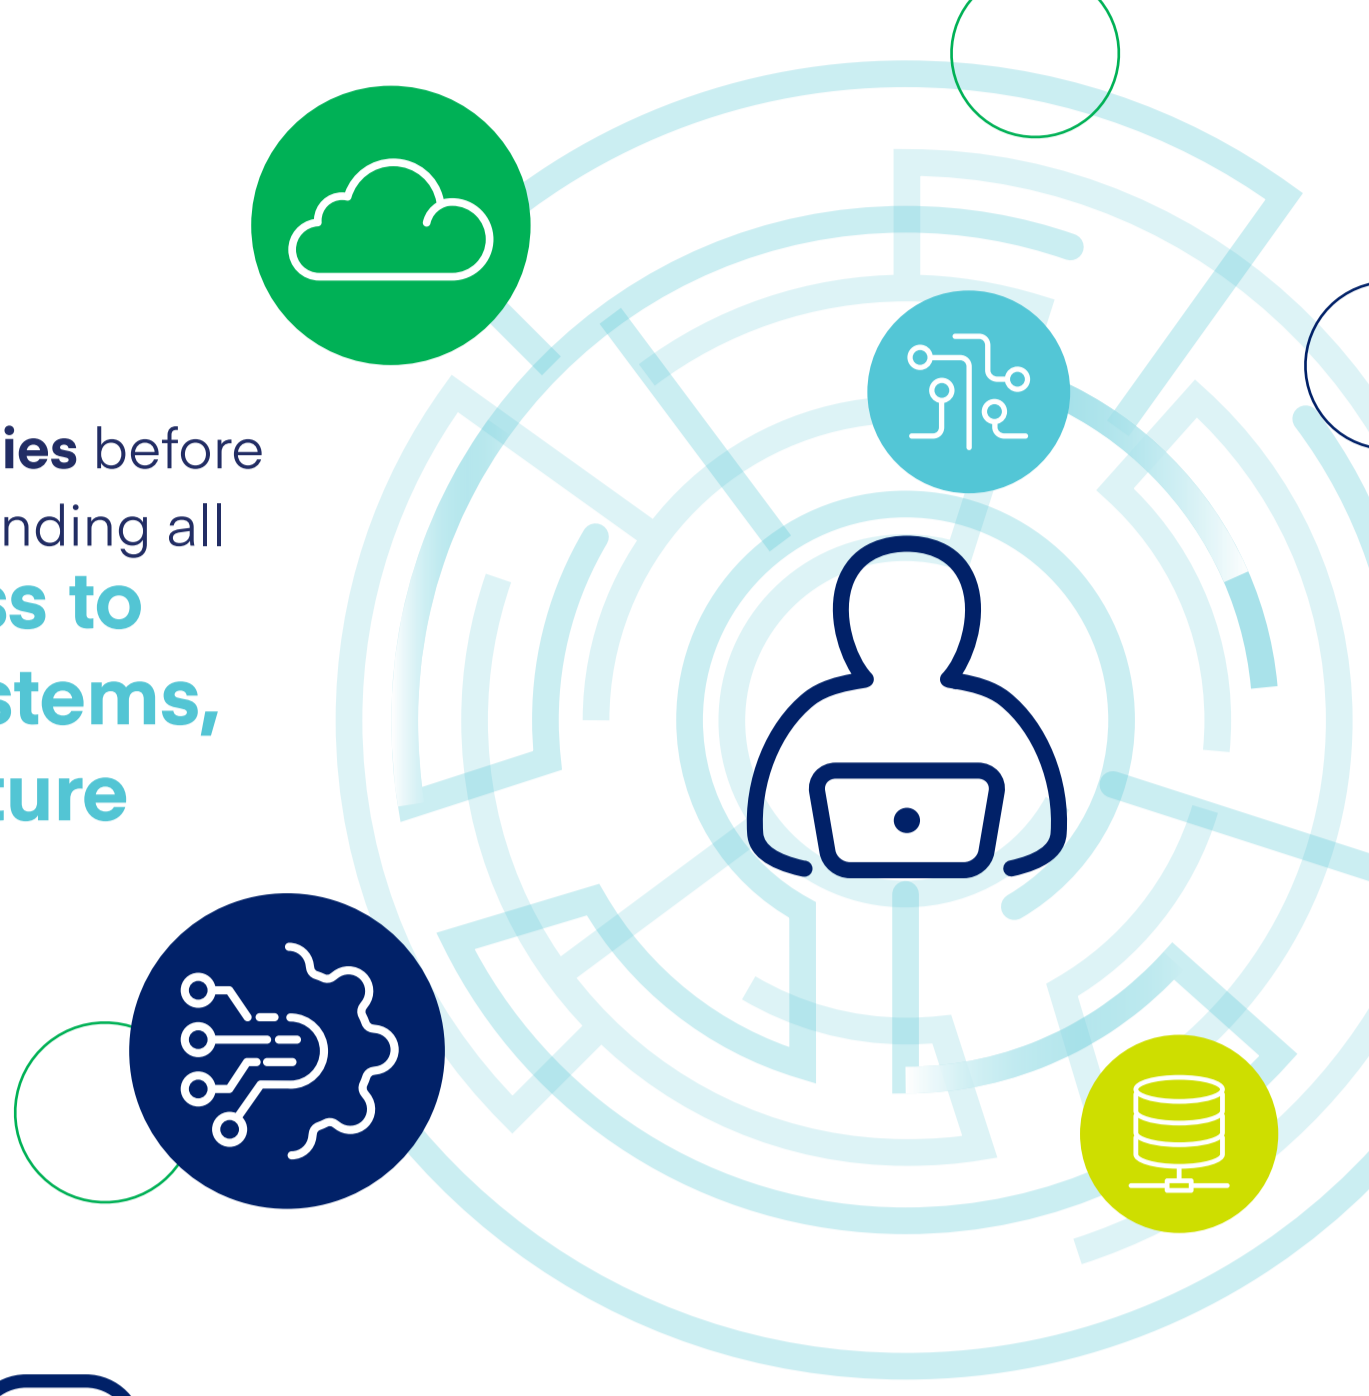 ies before
nding all
ss to
stems,
ture